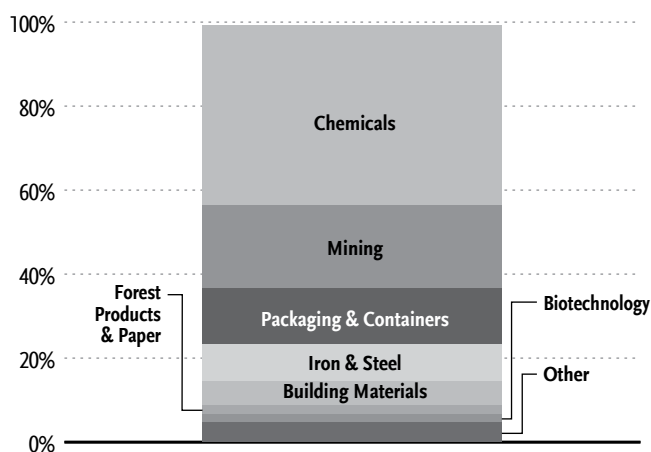 100%
Chemicals
80%
60%
Mining
40%
Forest
Products
& Paper
Biotechnology
Packaging & Containers
20%
Iron & Steel
Other
Building Materials
0%